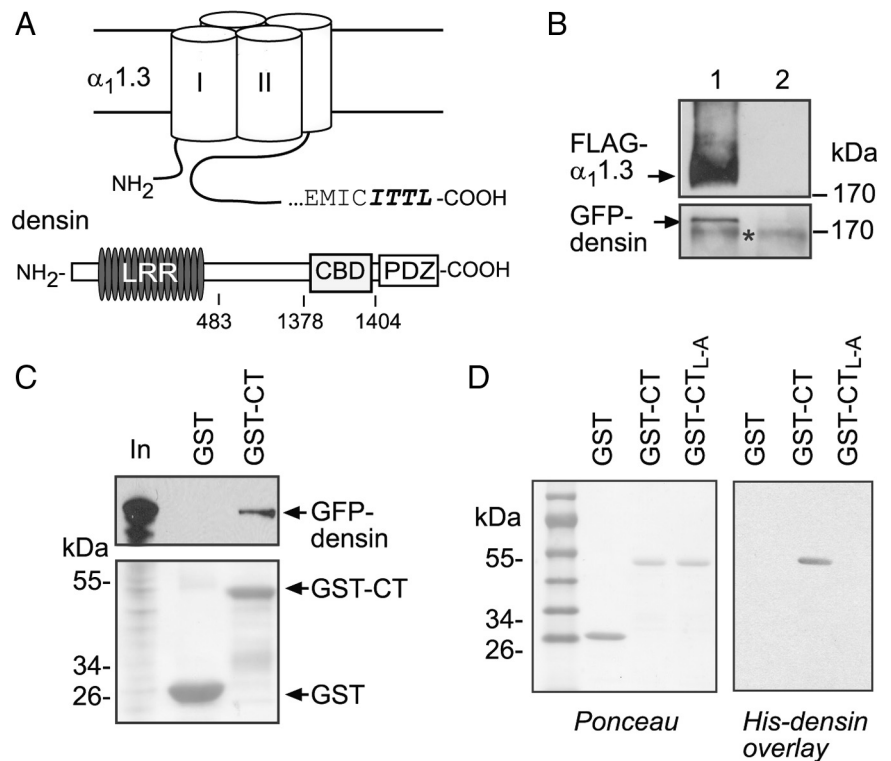 A
α₁1.3
I II
NH₂
...EMICITTL-COOH
densin
NH₂-
LRR
CBD
PDZ
-COOH
483
1378
1404
B
1 2
FLAG-
α₁1.3
kDa
170
GFP-
densin
*
170
C
In
GST
GST-CT
GFP-
densin
kDa
55-
GST-CT
34-
26-
GST
D
GST
GST-CT
GST-CTL-A
GST
GST-CT
GST-CTL-A
kDa
55-
34-
26-
Ponceau
His-densin
overlay